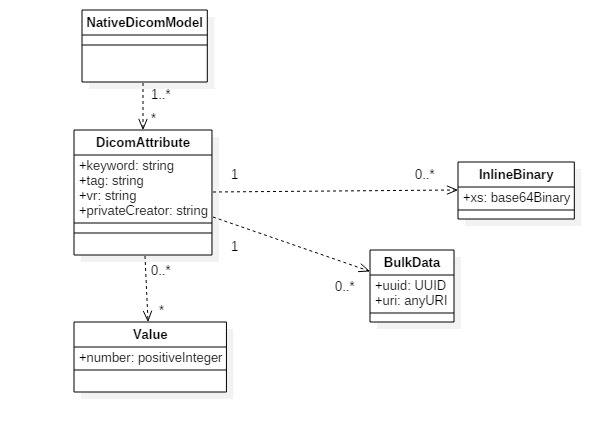 NativeDicomModel
1..*
*
DicomAttribute
+keyword: string
+tag: string
+vr: string
+privateCreator: string
1
0..*
InlineBinary
+xs: base64Binary
1
0..*
BulkData
+uuid: UUID
+uri: anyURI
0..*
*
Value
+number: positiveInteger